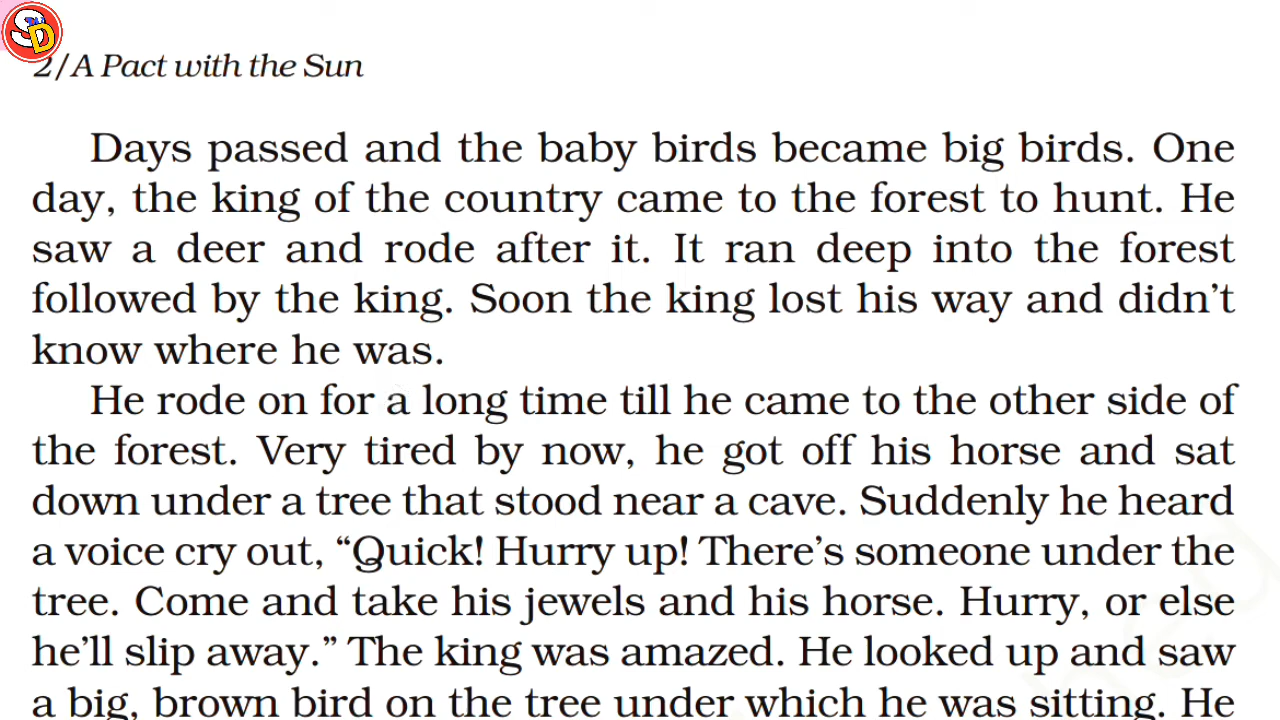 SD
2/A Pact with the Sun
Days passed and the baby birds became big birds. One
day, the king of the country came to the forest to hunt. He
saw a deer and rode after it. It ran deep into the forest
followed by the king. Soon the king lost his way and didn’t
know where he was.
He rode on for a long time till he came to the other side of
the forest. Very tired by now, he got off his horse and sat
down under a tree that stood near a cave. Suddenly he heard
a voice cry out, “Quick! Hurry up! There’s someone under the
tree. Come and take his jewels and his horse. Hurry, or else
he’ll slip away.” The king was amazed. He looked up and saw
a big, brown bird on the tree under which he was sitting. He